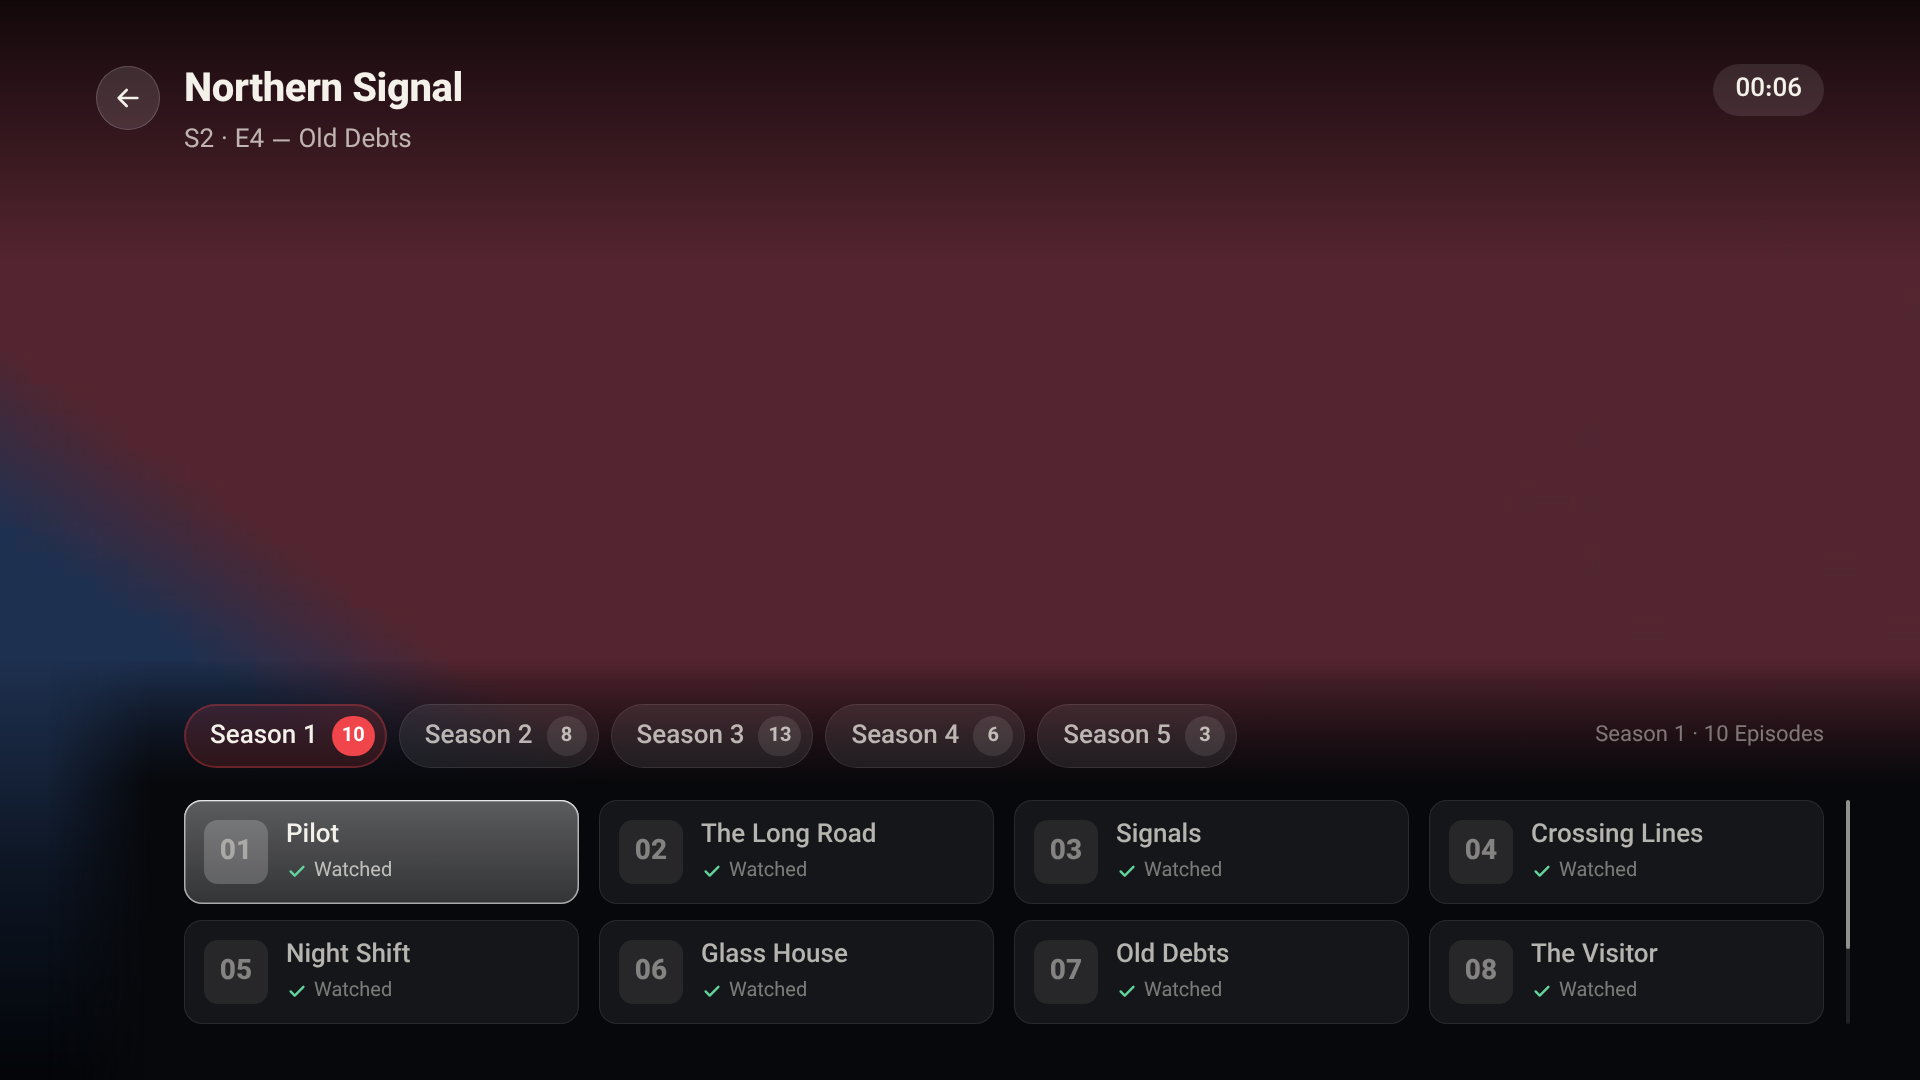 Northern Signal
S2 · E4 — Old Debts
00:06
Season 1 10
Season 2 8
Season 3 13
Season 4 6
Season 5 3
Season 1 · 10 Episodes
01 Pilot
Watched
02 The Long Road
Watched
03 Signals
Watched
04 Crossing Lines
Watched
05 Night Shift
Watched
06 Glass House
Watched
07 Old Debts
Watched
08 The Visitor
Watched